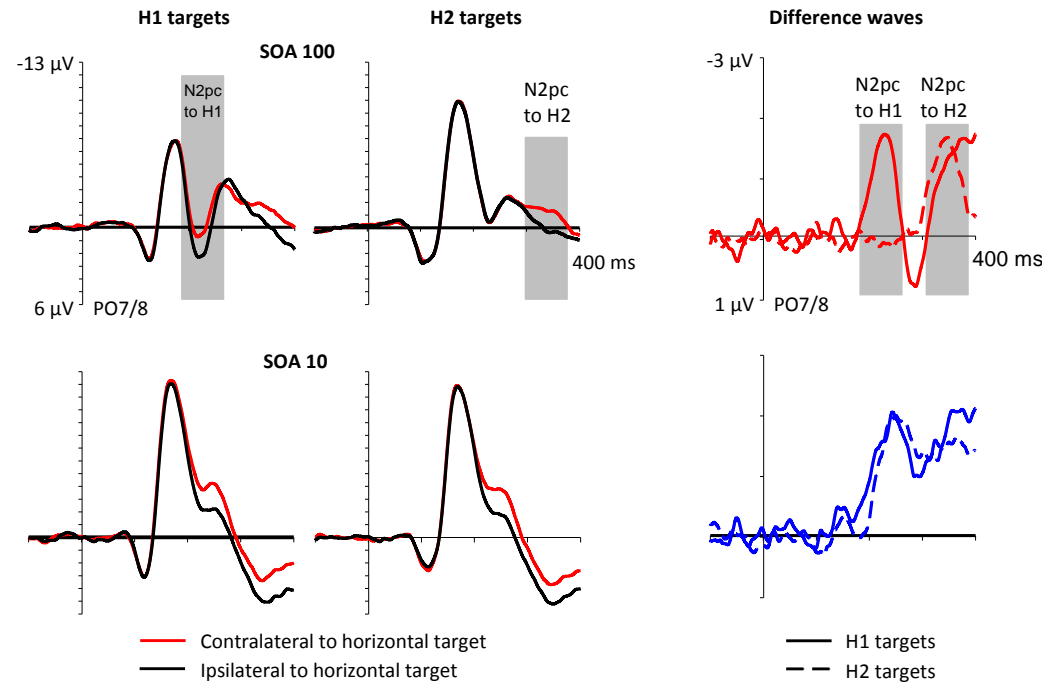 H1 targets
H2 targets
Difference waves
SOA 100
-13 µV
-3 µV
N2pc
to H1
N2pc
to H2
N2pc
to H1
N2pc
to H2
400 ms
400 ms
6 µV
PO7/8
1 µV
PO7/8
SOA 10
Contralateral to horizontal target
Ipsilateral to horizontal target
H1 targets
H2 targets